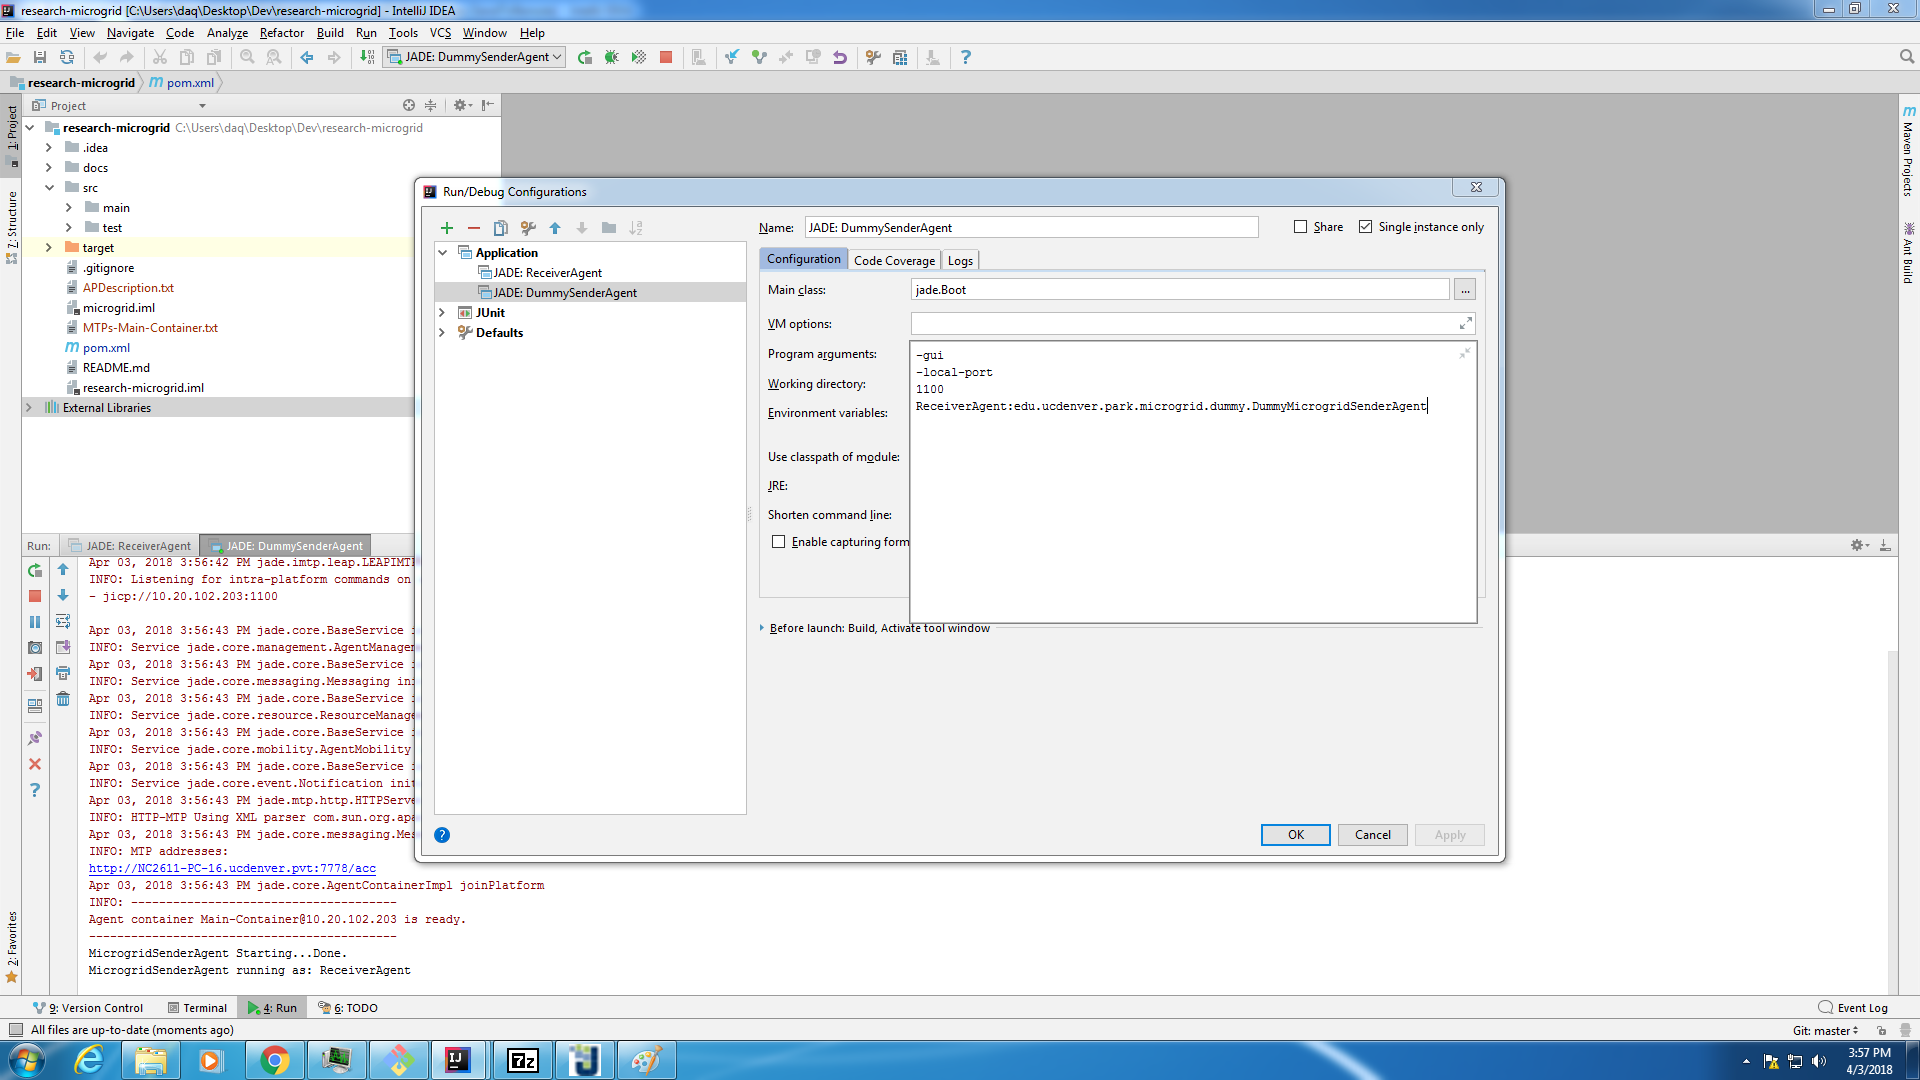 research-microgrid [C:\Users\daq\Desktop\Dev\research-microgrid] - IntelliJ IDEA
File Edit View Navigate Code Analyze Refactor Build Run Tools VCS Window Help
JADE: DummySenderAgent
research-microgrid
pom.xml
Project
research-microgrid C:\Users\daq\Desktop\Dev\research-microgrid
.idea
docs
src
main
test
target
.gitignore
APDescription.txt
microgrid.iml
MTPs-Main-Container.txt
pom.xml
README.md
research-microgrid.iml
External Libraries
1: Project
7: Structure
2: Favorites
Maven Projects
Ant Build
Run/Debug Configurations
Application
JADE: ReceiverAgent
JADE: DummySenderAgent
JUnit
Defaults
Name: JADE: DummySenderAgent
Share
Single instance only
Configuration Code Coverage Logs
Main class: jade.Boot
...
VM options:
Program arguments:
-gui
-local-port
1100
ReceiverAgent:edu.ucdenver.park.microgrid.dummy.DummyMicrogridSenderAgent
Working directory:
Environment variables:
Use classpath of module:
JRE:
Shorten command line:
Enable capturing form
Before launch: Build, Activate tool window
OK Cancel Apply
Run: JADE: ReceiverAgent JADE: DummySenderAgent
Apr 03, 2018 3:56:42 PM jade.imtp.leap.LEAPIMTP
INFO: Listening for intra-platform commands on
- jicp://10.20.102.203:1100
Apr 03, 2018 3:56:43 PM jade.core.BaseService i
INFO: Service jade.core.management.AgentManagem
Apr 03, 2018 3:56:43 PM jade.core.BaseService i
INFO: Service jade.core.messaging.Messaging ini
Apr 03, 2018 3:56:43 PM jade.core.BaseService i
INFO: Service jade.core.resource.ResourceManage
Apr 03, 2018 3:56:43 PM jade.core.BaseService i
INFO: Service jade.core.mobility.AgentMobility
Apr 03, 2018 3:56:43 PM jade.core.BaseService i
INFO: Service jade.core.event.Notification init
Apr 03, 2018 3:56:43 PM jade.mtp.http.HTTPServe
INFO: HTTP-MTP Using XML parser com.sun.org.apa
Apr 03, 2018 3:56:43 PM jade.core.messaging.Mes
INFO: MTP addresses:
http://NC2611-PC-16.ucdenver.pvt:7778/acc
Apr 03, 2018 3:56:43 PM jade.core.AgentContainerImpl joinPlatform
INFO: -------------------------------------
Agent container Main-Container@10.20.102.203 is ready.
-------------------------------------------
MicrogridSenderAgent Starting...Done.
MicrogridSenderAgent running as: ReceiverAgent
9: Version Control Terminal 4: Run 6: TODO
Event Log
All files are up-to-date (moments ago)
Git: master
3:57 PM
4/3/2018